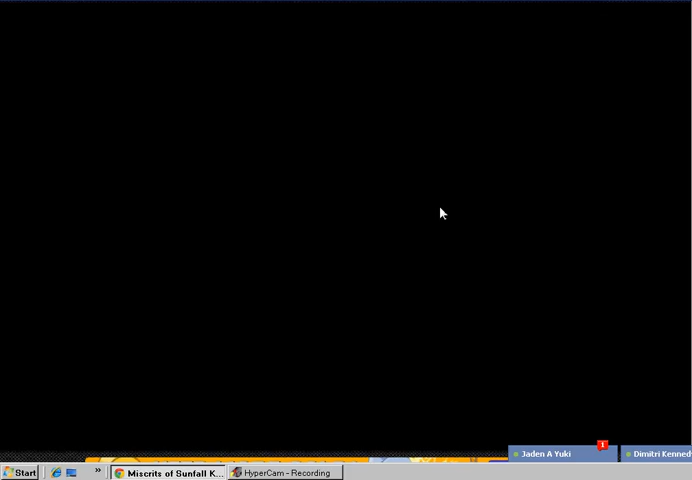 1
Jaden A Yuki
Dimitri Kenned
Start
»
Miscrits of Sunfall K...
HyperCam - Recording